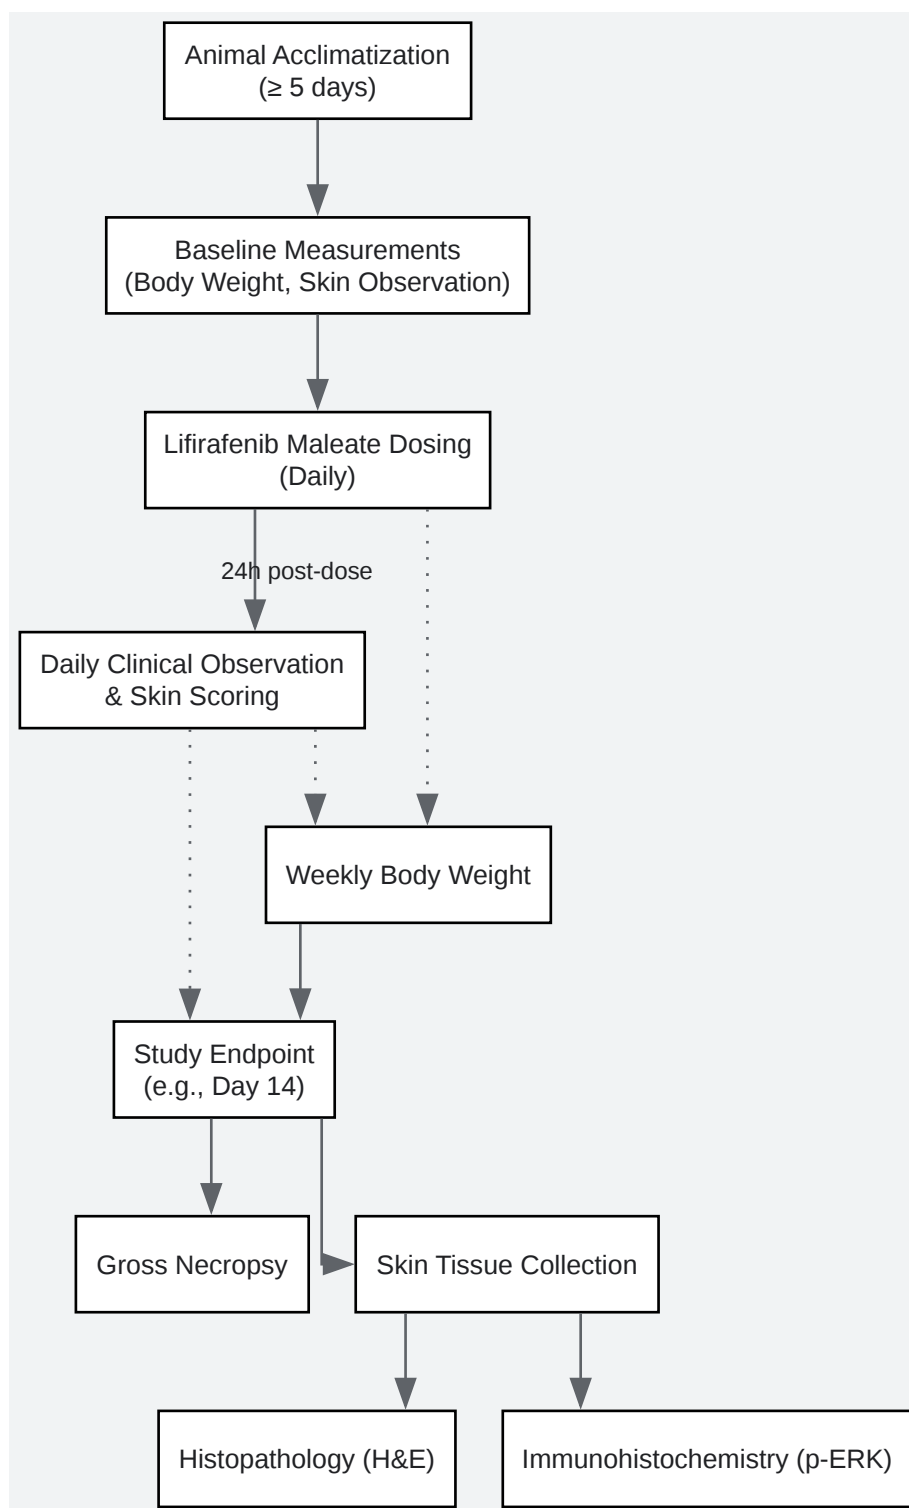 Animal Acclimatization
(≥ 5 days)
Baseline Measurements
(Body Weight, Skin Observation)
Lifirafenib Maleate Dosing
(Daily)
24h post-dose
Daily Clinical Observation
& Skin Scoring
Weekly Body Weight
Study Endpoint
(e.g., Day 14)
Gross Necropsy
Skin Tissue Collection
Histopathology (H&E)
Immunohistochemistry (p-ERK)